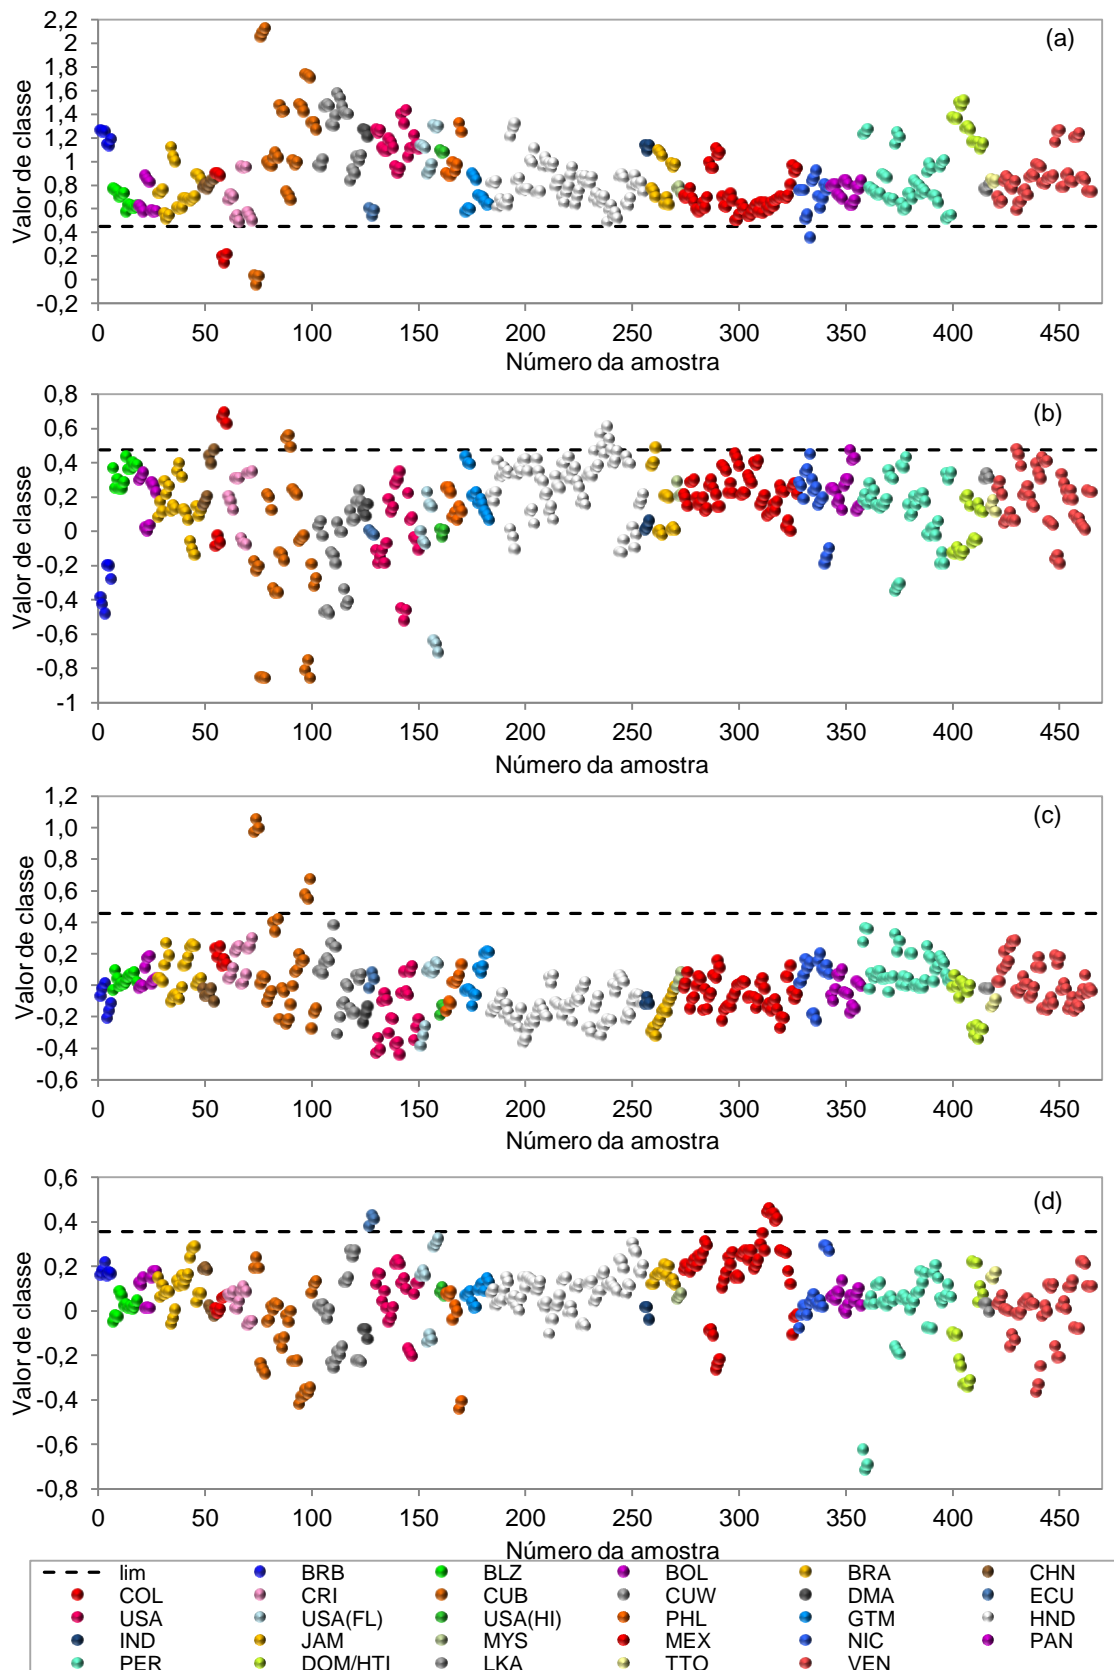 (a)
Valor de classe
2,2
2
1,8
1,6
1,4
1,2
1
0,8
0,6
0,4
0,2
0
-0,2
0 50 100 150 200 250 300 350 400 450
Número da amostra
(b)
Valor de classe
0,8
0,6
0,4
0,2
0
-0,2
-0,4
-0,6
-0,8
-1
0 50 100 150 200 250 300 350 400 450
Número da amostra
(c)
Valor de classe
1,2
1,0
0,8
0,6
0,4
0,2
0,0
-0,2
-0,4
-0,6
0 50 100 150 200 250 300 350 400 450
Número da amostra
(d)
Valor de classe
0,6
0,4
0,2
0
-0,2
-0,4
-0,6
-0,8
0 50 100 150 200 250 300 350 400 450
Número da amostra
lim BRB BLZ BOL BRA CHN
COL CRI CUB CUW DMA ECU
USA USA(FL) USA(HI) PHL GTM HND
IND JAM MYS MEX NIC PAN
PER DOM/HTI LKA TTO VEN